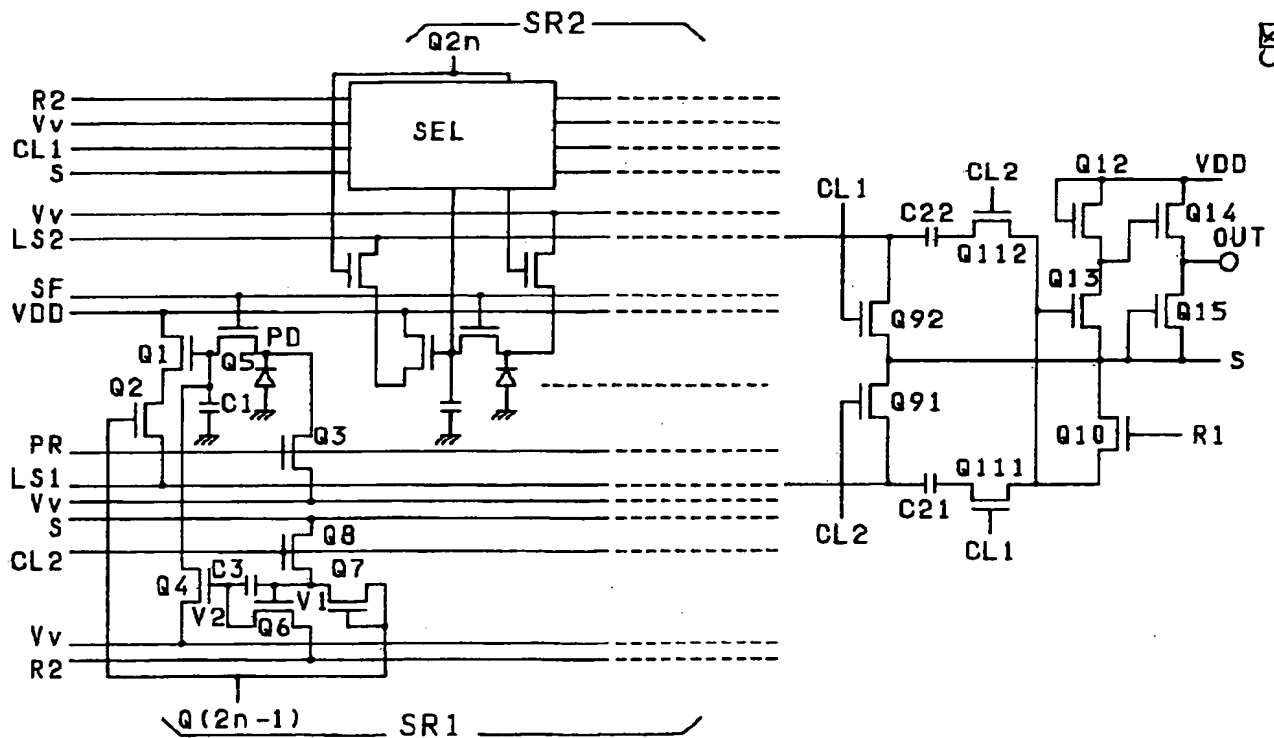 SR2
Q2n
R2
Vv
CL1
S
SEL
Vv
LS2
SF
VDD
Q1
Q5
PD
Q2
C1
Q3
PR
LS1
Vv
S
CL2
Q8
C3
Q7
Q4
V2
V1
Q6
Vv
R2
Q(2n-1)
SR1
CL1
C22
CL2
Q112
Q12
VDD
Q14
OUT
Q13
Q15
Q92
S
Q91
Q10
R1
Q111
C21
CL2
CL1